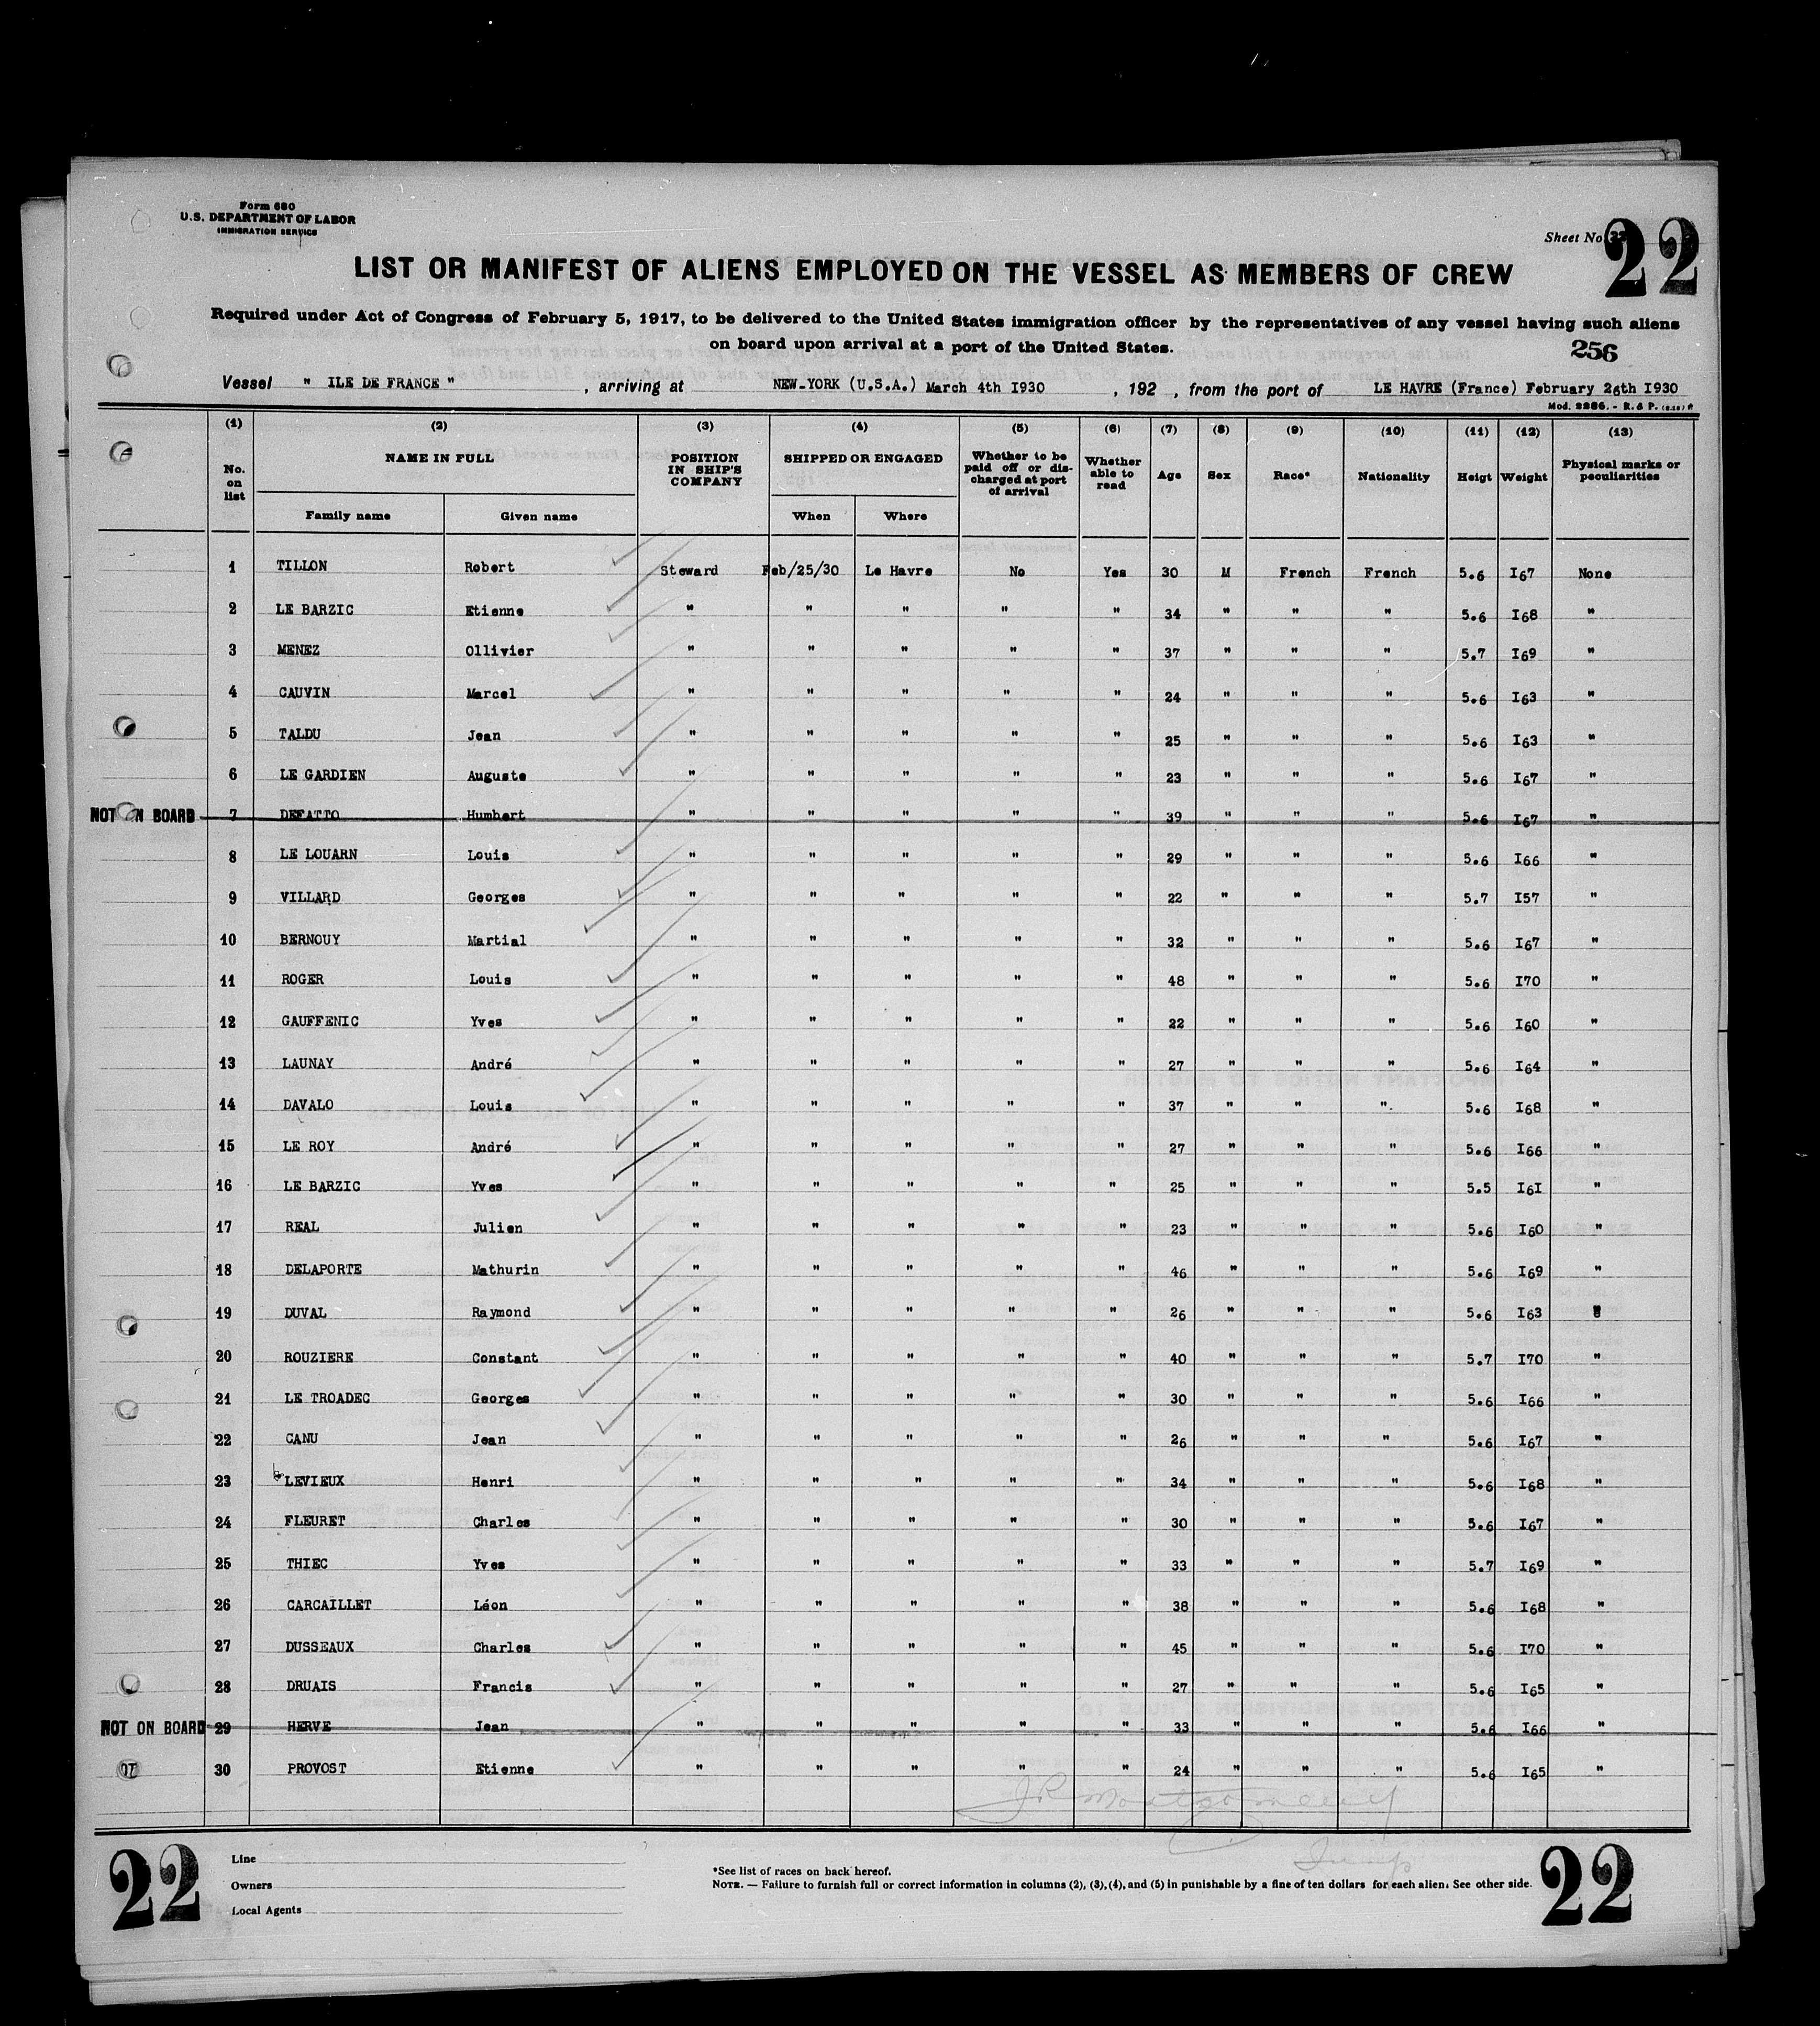 Form 680
U.S. DEPARTMENT OF LABOR
IMMIGRATION SERVICE
Sheet No 22
LIST OR MANIFEST OF ALIENS EMPLOYED ON THE VESSEL AS MEMBERS OF CREW
Required under Act of Congress of February 5, 1917, to be delivered to the United States immigration officer by the representatives of any vessel having such aliens
on board upon arrival at a port of the United States.
256
Vessel " ILE DE FRANCE " , arriving at NEW-YORK (U.S.A.) March 4th I930 , 192 , from the port of LE HAVRE (France) February 26th I930
Mod. 2286. - R. & P.
(1) (2) (3) (4) (5) (6) (7) (8) (9) (10) (11) (12) (13)
No. on list NAME IN FULL POSITION IN SHIP'S COMPANY SHIPPED OR ENGAGED Whether to be paid off or dis-charged at port of arrival Whether able to read Age Sex Race* Nationality Heigt Weight Physical marks or peculiarities
Family name Given name When Where
1 TILLON Robert Steward Feb/25/30 Le Havre No Yes 30 M French French 5.6 I67 None
2 LE BARZIC Etienne " " " " " 34 " " " 5.6 I68 "
3 MENEZ Ollivier " " " " " 37 " " " 5.7 I69 "
4 CAUVIN Marcel " " " " " 24 " " " 5.6 I63 "
5 TALDU Jean " " " " " 25 " " " 5.6 I63 "
6 LE GARDIEN Auguste " " " " " 23 " " " 5.6 I67 "
NOT ON BOARD 7 DEFATTO Humbert " " " " " 39 " " " 5.6 I67 "
8 LE LOUARN Louis " " " " " 29 " " " 5.6 I66 "
9 VILLARD Georges " " " " " 22 " " " 5.7 I57 "
10 BERNOUY Martial " " " " " 32 " " " 5.6 I67 "
11 ROGER Louis " " " " " 48 " " " 5.6 I70 "
12 GAUFFENIC Yves " " " " " 22 " " " 5.6 I60 "
13 LAUNAY André " " " " " 27 " " " 5.6 I64 "
14 DAVALO Louis " " " " " 37 " " ". 5.6 I68 "
15 LE ROY André " " " " " 27 " " " 5.6 I66 "
16 LE BARZIC Yves " " " " " 25 " " " 5.5 I6I "
17 REAL Julien " " " " " 23 " " " 5.6 I60 "
18 DELAPORTE Mathurin " " " " " 46 " " " 5.6 I69 "
19 DUVAL Raymond " " " " " 26 " " " 5.6 I63 "
20 ROUZIERE Constant " " " " " 40 " " " 5.7 I70 "
21 LE TROADEC Georges " " " " " 30 " " " 5.6 I66 "
22 CANU Jean " " " " " 26 " " " 5.6 I67 "
23 LEVIEUX Henri " " " " " 34 " " " 5.6 I68 "
24 FLEURET Charles " " " " " 30 " " " 5.6 I67 "
25 THIEC Yves " " " " " 33 " " " 5.7 I69 "
26 CARCAILLET Léon " " " " " 38 " " " 5.6 I68 "
27 DUSSEAUX Charles " " " " " 45 " " " 5.6 I70 "
28 DRUAIS Francis " " " " " 27 " " " 5.6 I65 "
NOT ON BOARD 29 HERVE Jean " " " " " 33 " " " 5.6 I66 "
30 PROVOST Etienne " " " " " 24 " " " 5.6 I65 "
J R Montgomery
Insp
22 22
Line
Owners
Local Agents
*See list of races on back hereof.
NOTE. — Failure to furnish full or correct information in columns (2), (3), (4), and (5) in punishable by a fine of ten dollars for each alien. See other side.